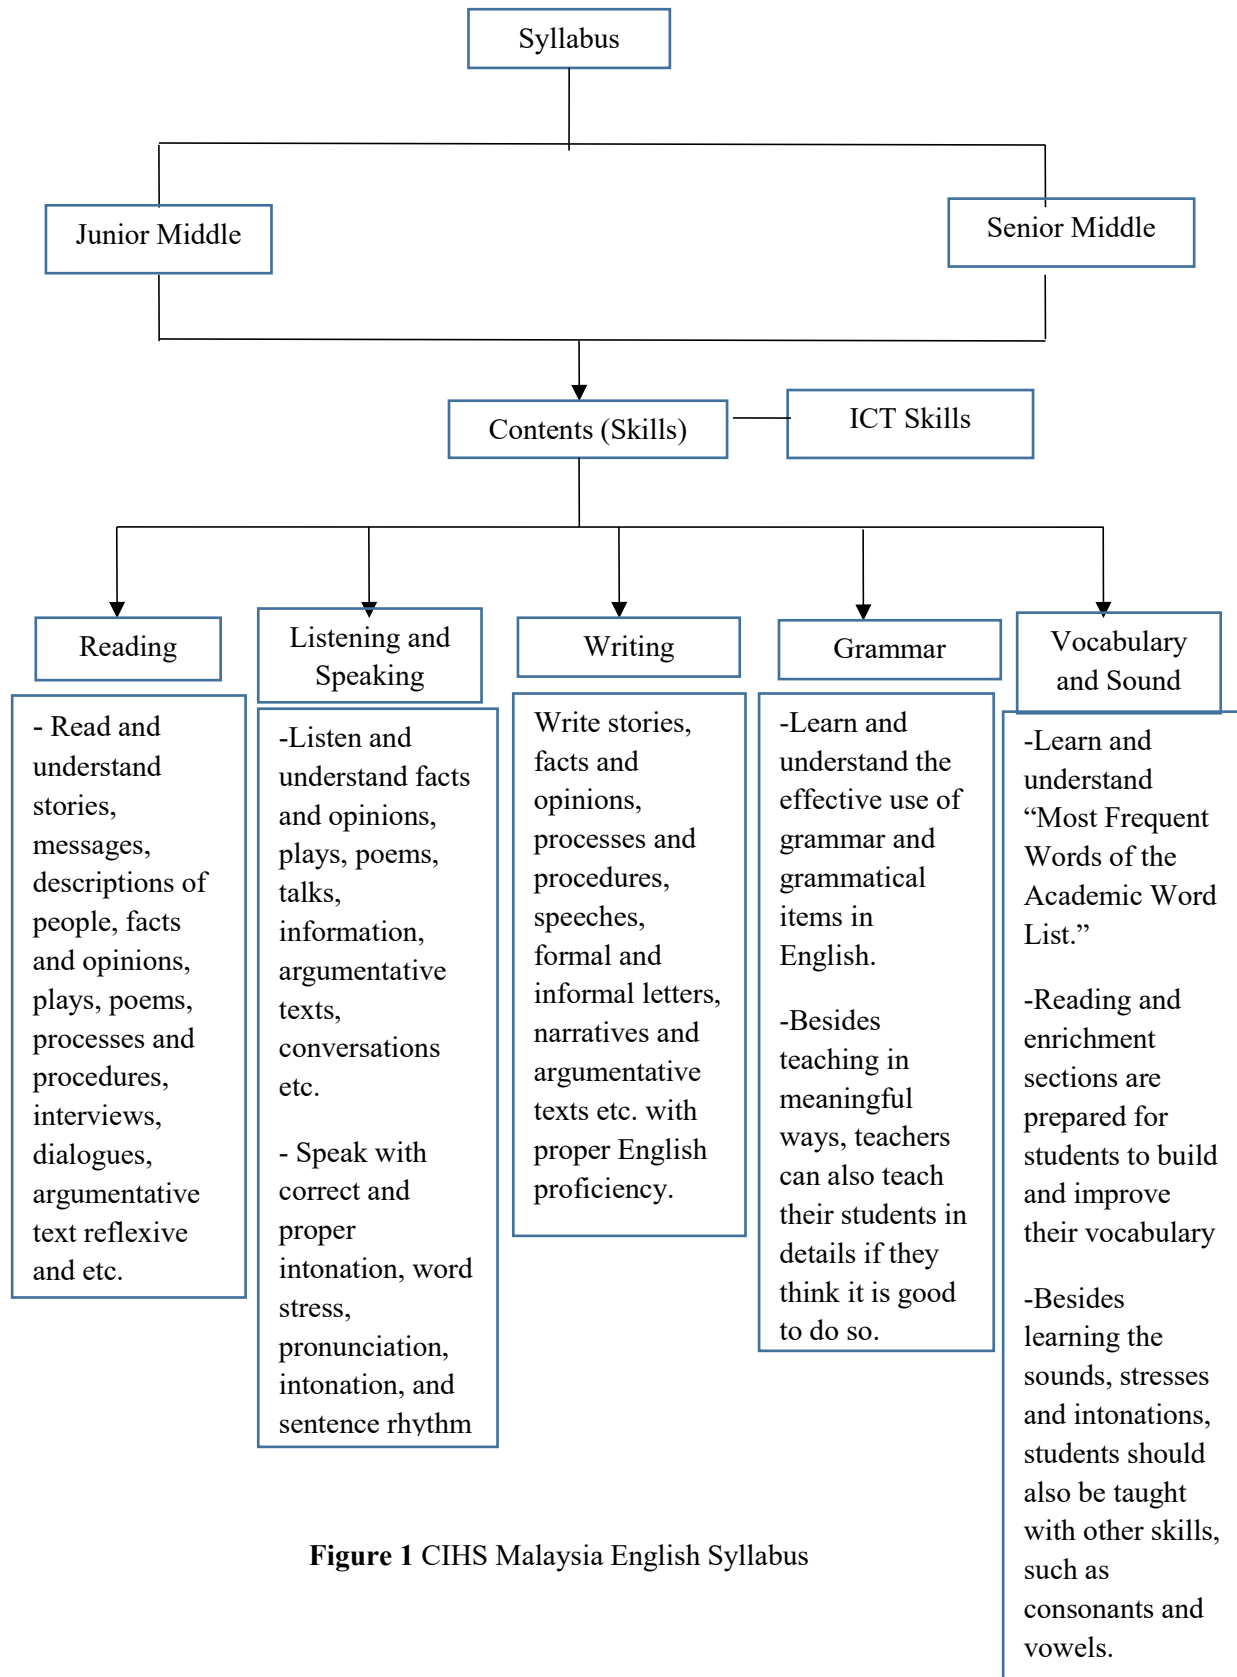 Syllabus
Junior Middle
Senior Middle
Contents (Skills)
ICT Skills
Reading
- Read and
understand
stories,
messages,
descriptions of
people, facts
and opinions,
plays, poems,
processes and
procedures,
interviews,
dialogues,
argumentative
text reflexive
and etc.
Listening and
Speaking
-Listen and
understand facts
and opinions,
plays, poems,
talks,
information,
argumentative
texts,
conversations
etc.
- Speak with
correct and
proper
intonation, word
stress,
pronunciation,
intonation, and
sentence rhythm
Writing
Write stories,
facts and
opinions,
processes and
procedures,
speeches,
formal and
informal letters,
narratives and
argumentative
texts etc. with
proper English
proficiency.
Grammar
-Learn and
understand the
effective use of
grammar and
grammatical
items in
English.
-Besides
teaching in
meaningful
ways, teachers
can also teach
their students in
details if they
think it is good
to do so.
Vocabulary
and Sound
-Learn and
understand
“Most Frequent
Words of the
Academic Word
List.”
-Reading and
enrichment
sections are
prepared for
students to build
and improve
their vocabulary
-Besides
learning the
sounds, stresses
and intonations,
students should
also be taught
with other skills,
such as
consonants and
vowels.
Figure 1 CIHS Malaysia English Syllabus